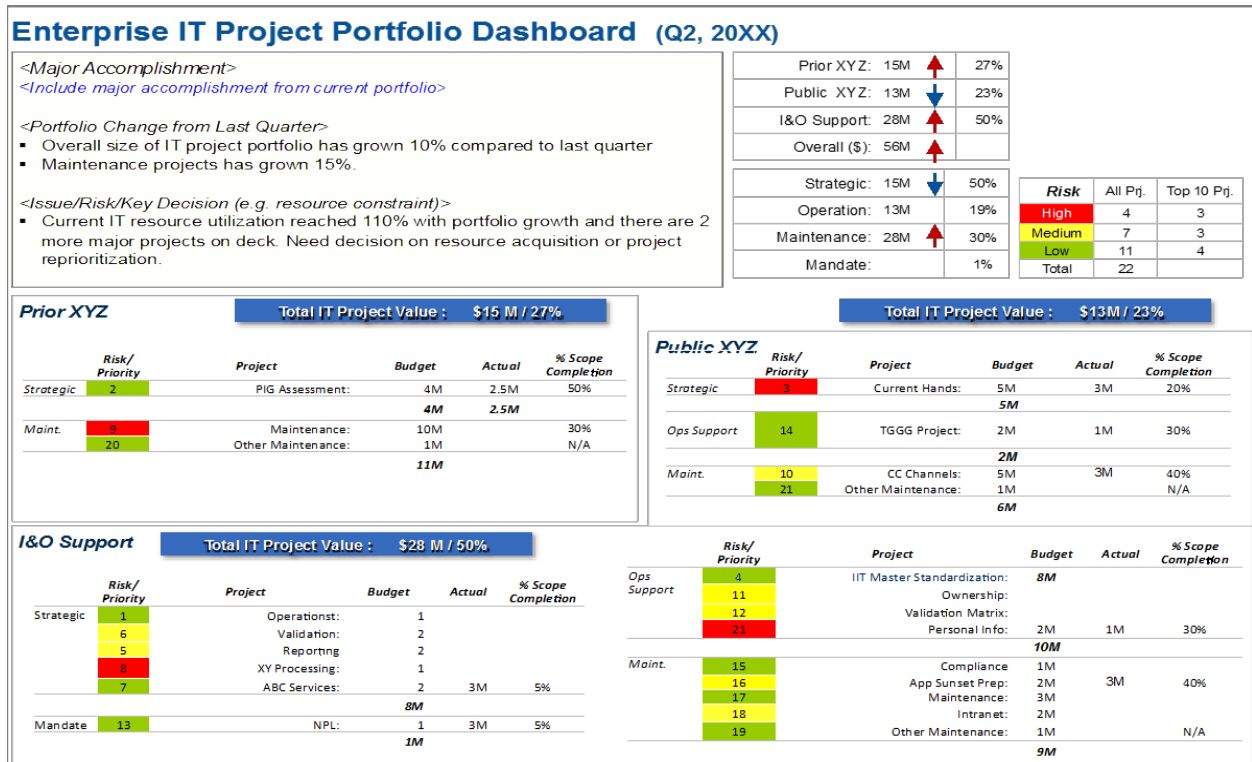 Enterprise IT Project Portfolio Dashboard (Q2, 20XX)
<Major Accomplishment>
<Include major accomplishment from current portfolio>
<Portfolio Change from Last Quarter>
▪ Overall size of IT project portfolio has grown 10% compared to last quarter
▪ Maintenance projects has grown 15%.
<Issue/Risk/Key Decision (e.g. resource constraint)>
▪ Current IT resource utilization reached 110% with portfolio growth and there are 2
more major projects on deck. Need decision on resource acquisition or project
reprioritization.
Prior XYZ: 15M 27%
Public XYZ: 13M 23%
I&O Support: 28M 50%
Overall ($): 56M
Strategic: 15M 50%
Operation: 13M 19%
Maintenance: 28M 30%
Mandate: 1%
Risk All Prj. Top 10 Prj.
High 4 3
Medium 7 3
Low 11 4
Total 22
Prior XYZ
Total IT Project Value : $15 M / 27%
Risk/
Priority Project Budget Actual % Scope
Completion
Strategic 2 PIG Assessment: 4M 2.5M 50%
4M 2.5M
Maint. 9 Maintenance: 10M 30%
20 Other Maintenance: 1M N/A
11M
Total IT Project Value : $13M / 23%
Public XYZ
Risk/
Priority Project Budget Actual % Scope
Completion
Strategic 3 Current Hands: 5M 3M 20%
5M
Ops Support 14 TGGG Project: 2M 1M 30%
2M
Maint. 10 CC Channels: 5M 3M 40%
21 Other Maintenance: 1M N/A
6M
I&O Support
Total IT Project Value : $28 M / 50%
Risk/
Priority Project Budget Actual % Scope
Completion
Strategic 1 Operationst: 1
6 Validation: 2
5 Reporting 2
8 XY Processing: 1
7 ABC Services: 2 3M 5%
8M
Mandate 13 NPL: 1 3M 5%
1M
Risk/
Priority Project Budget Actual % Scope
Completion
Ops
Support 4 IIT Master Standardization: 8M
11 Ownership:
12 Validation Matrix:
21 Personal Info: 2M 1M 30%
10M
Maint. 15 Compliance 1M
16 App Sunset Prep: 2M 3M 40%
17 Maintenance: 3M
18 Intranet: 2M
19 Other Maintenance: 1M N/A
9M